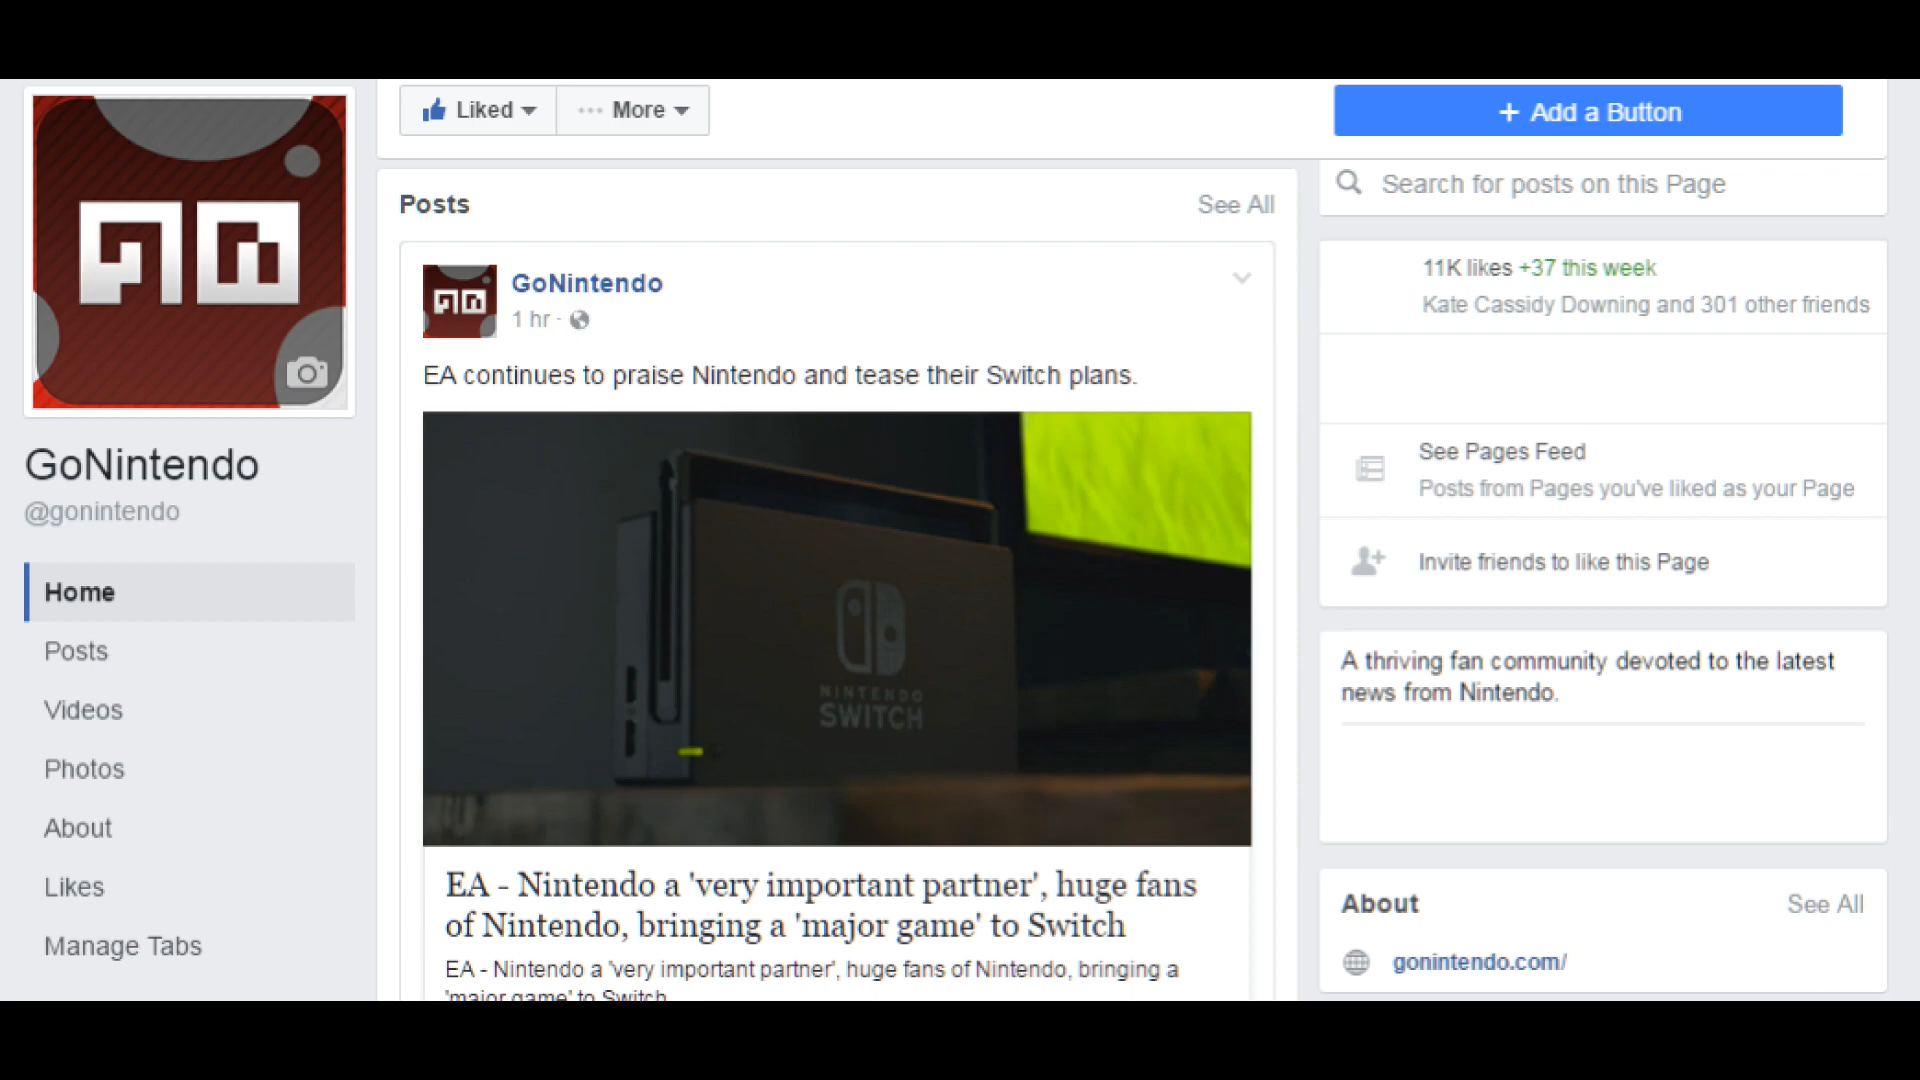 Liked
More
+ Add a Button
GoNintendo
@gonintendo
Home
Posts
Videos
Photos
About
Likes
Manage Tabs
Posts
See All
GoNintendo
1 hr ·
EA continues to praise Nintendo and tease their Switch plans.
NINTENDO
SWITCH
EA - Nintendo a 'very important partner', huge fans
of Nintendo, bringing a 'major game' to Switch
EA - Nintendo a 'very important partner', huge fans of Nintendo, bringing a
'major game' to Switch
Search for posts on this Page
11K likes +37 this week
Kate Cassidy Downing and 301 other friends
See Pages Feed
Posts from Pages you've liked as your Page
Invite friends to like this Page
A thriving fan community devoted to the latest
news from Nintendo.
About
See All
gonintendo.com/